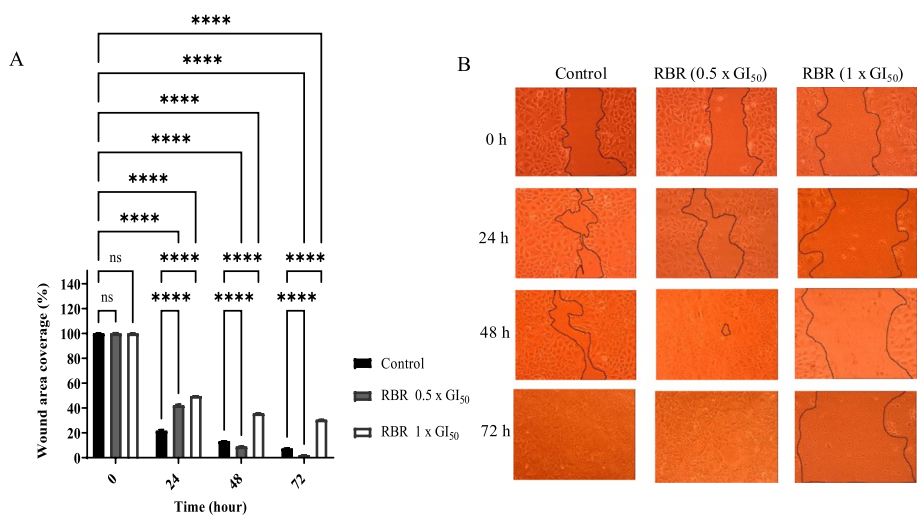 A
****
****
****
****
****
****
ns
ns
**** **** ****
**** **** ****
Wound area coverage (%)
140
120
100
80
60
40
20
0
0 24 48 72
Time (hour)
Control
RBR 0.5 x GI50
RBR 1 x GI50
B
Control RBR (0.5 x GI50) RBR (1 x GI50)
0 h
24 h
48 h
72 h